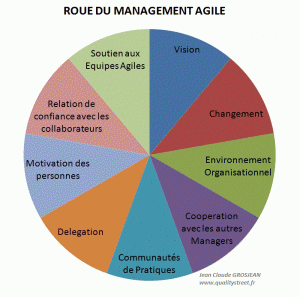 ROUE DU MANAGEMENT AGILE
Soutien aux
Equipes Agiles
Vision
Changement
Environnement
Organisationnel
Cooperation
avec les autres
Managers
Communautés
de Pratiques
Delegation
Motivation des
personnes
Relation de
confiance avec les
collaborateurs
Jean Claude GROSJEAN
www.qualitystreet.fr